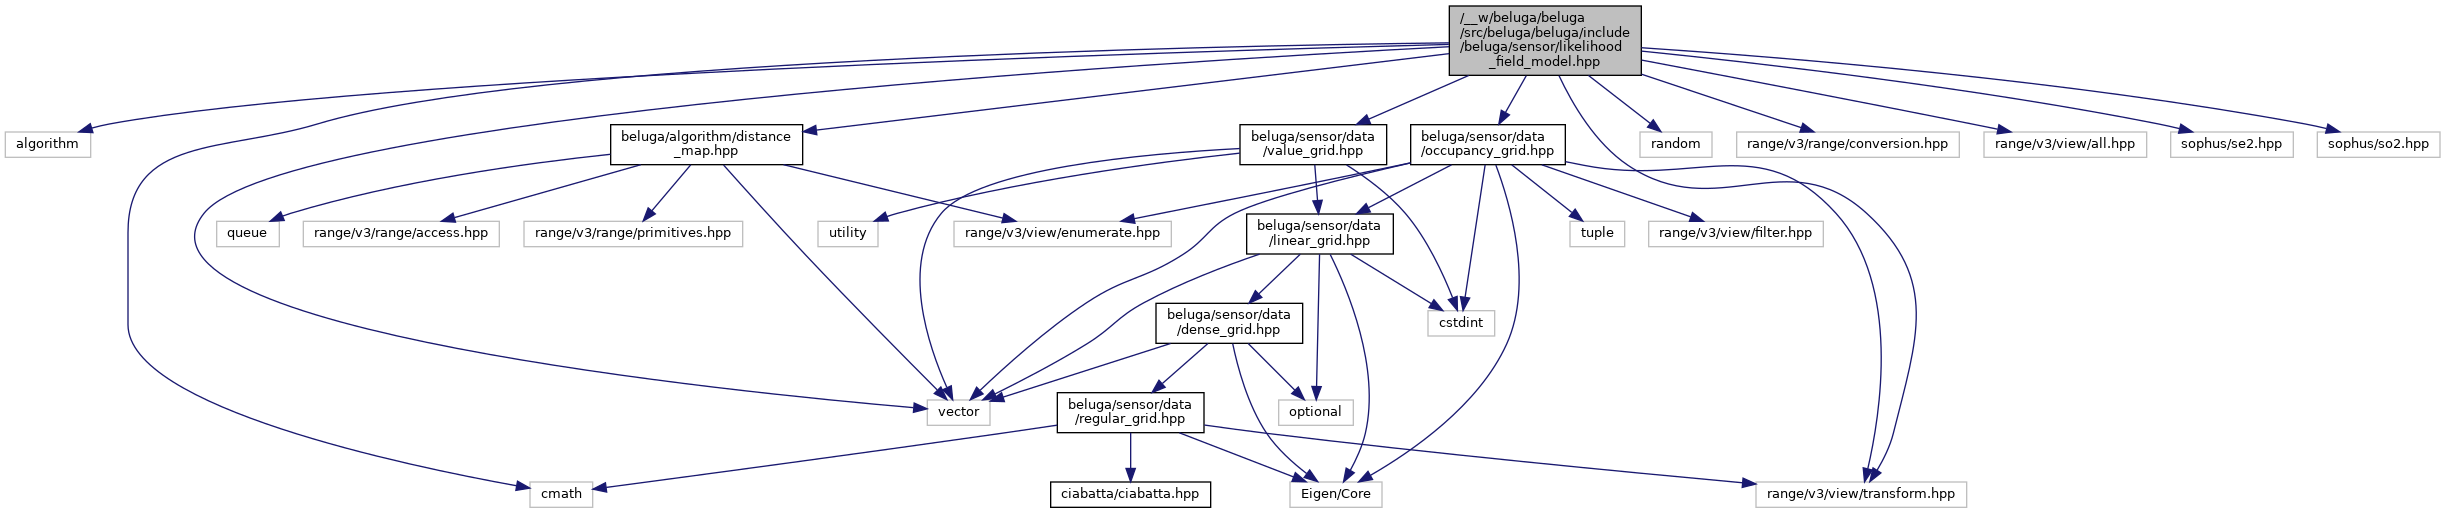 /__w/beluga/beluga
/src/beluga/beluga/include
/beluga/sensor/likelihood
_field_model.hpp
algorithm
beluga/algorithm/distance
_map.hpp
beluga/sensor/data
/value_grid.hpp
beluga/sensor/data
/occupancy_grid.hpp
random
range/v3/range/conversion.hpp
range/v3/view/all.hpp
sophus/se2.hpp
sophus/so2.hpp
queue
range/v3/range/access.hpp
range/v3/range/primitives.hpp
utility
range/v3/view/enumerate.hpp
beluga/sensor/data
/linear_grid.hpp
tuple
range/v3/view/filter.hpp
beluga/sensor/data
/dense_grid.hpp
cstdint
vector
beluga/sensor/data
/regular_grid.hpp
optional
cmath
ciabatta/ciabatta.hpp
Eigen/Core
range/v3/view/transform.hpp